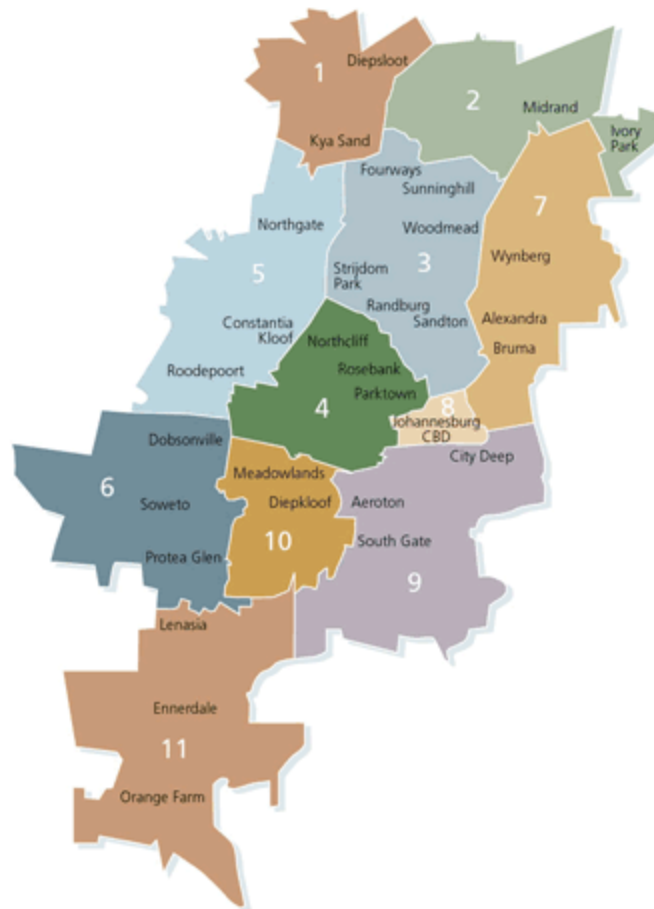 1
Diepsloot
Kya Sand
2
Midrand
Ivory
Park
Fourways
Sunninghill
Woodmead
3
Strijdom
Park
Randburg
Sandton
7
Wynberg
Alexandra
Bruma
Northgate
5
Constantia
Kloof
Roodepoort
Northcliff
Rosebank
Parktown
4
8
Johannesburg
CBD
Dobsonville
6
Soweto
Protea Glen
Meadowlands
Diepkloof
10
City Deep
Aeroton
South Gate
9
Lenasia
Ennerdale
11
Orange Farm